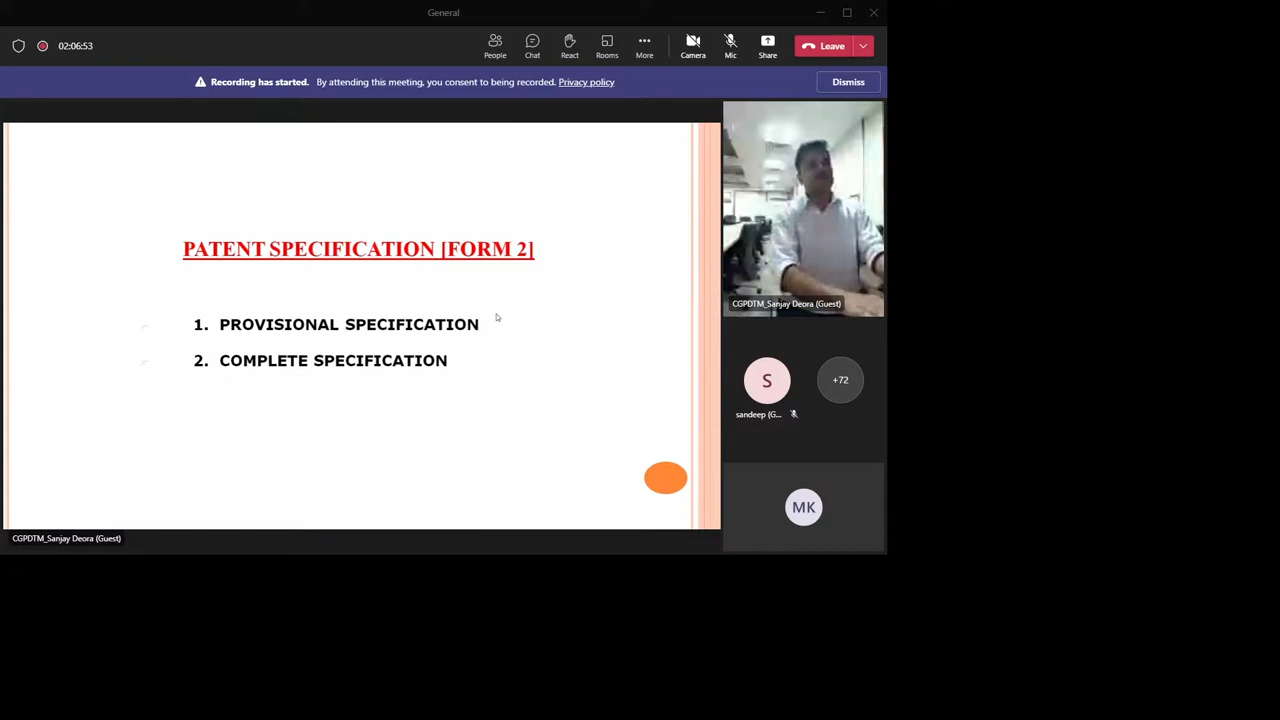 General
02:06:53
People
Chat
React
Rooms
More
Camera
Mic
Share
Leave
Recording has started. By attending this meeting, you consent to being recorded. Privacy policy
Dismiss
PATENT SPECIFICATION [FORM 2]
1. PROVISIONAL SPECIFICATION
2. COMPLETE SPECIFICATION
CGPDTM_Sanjay Deora (Guest)
S
+72
sandeep (G...
MK
CGPDTM_Sanjay Deora (Guest)